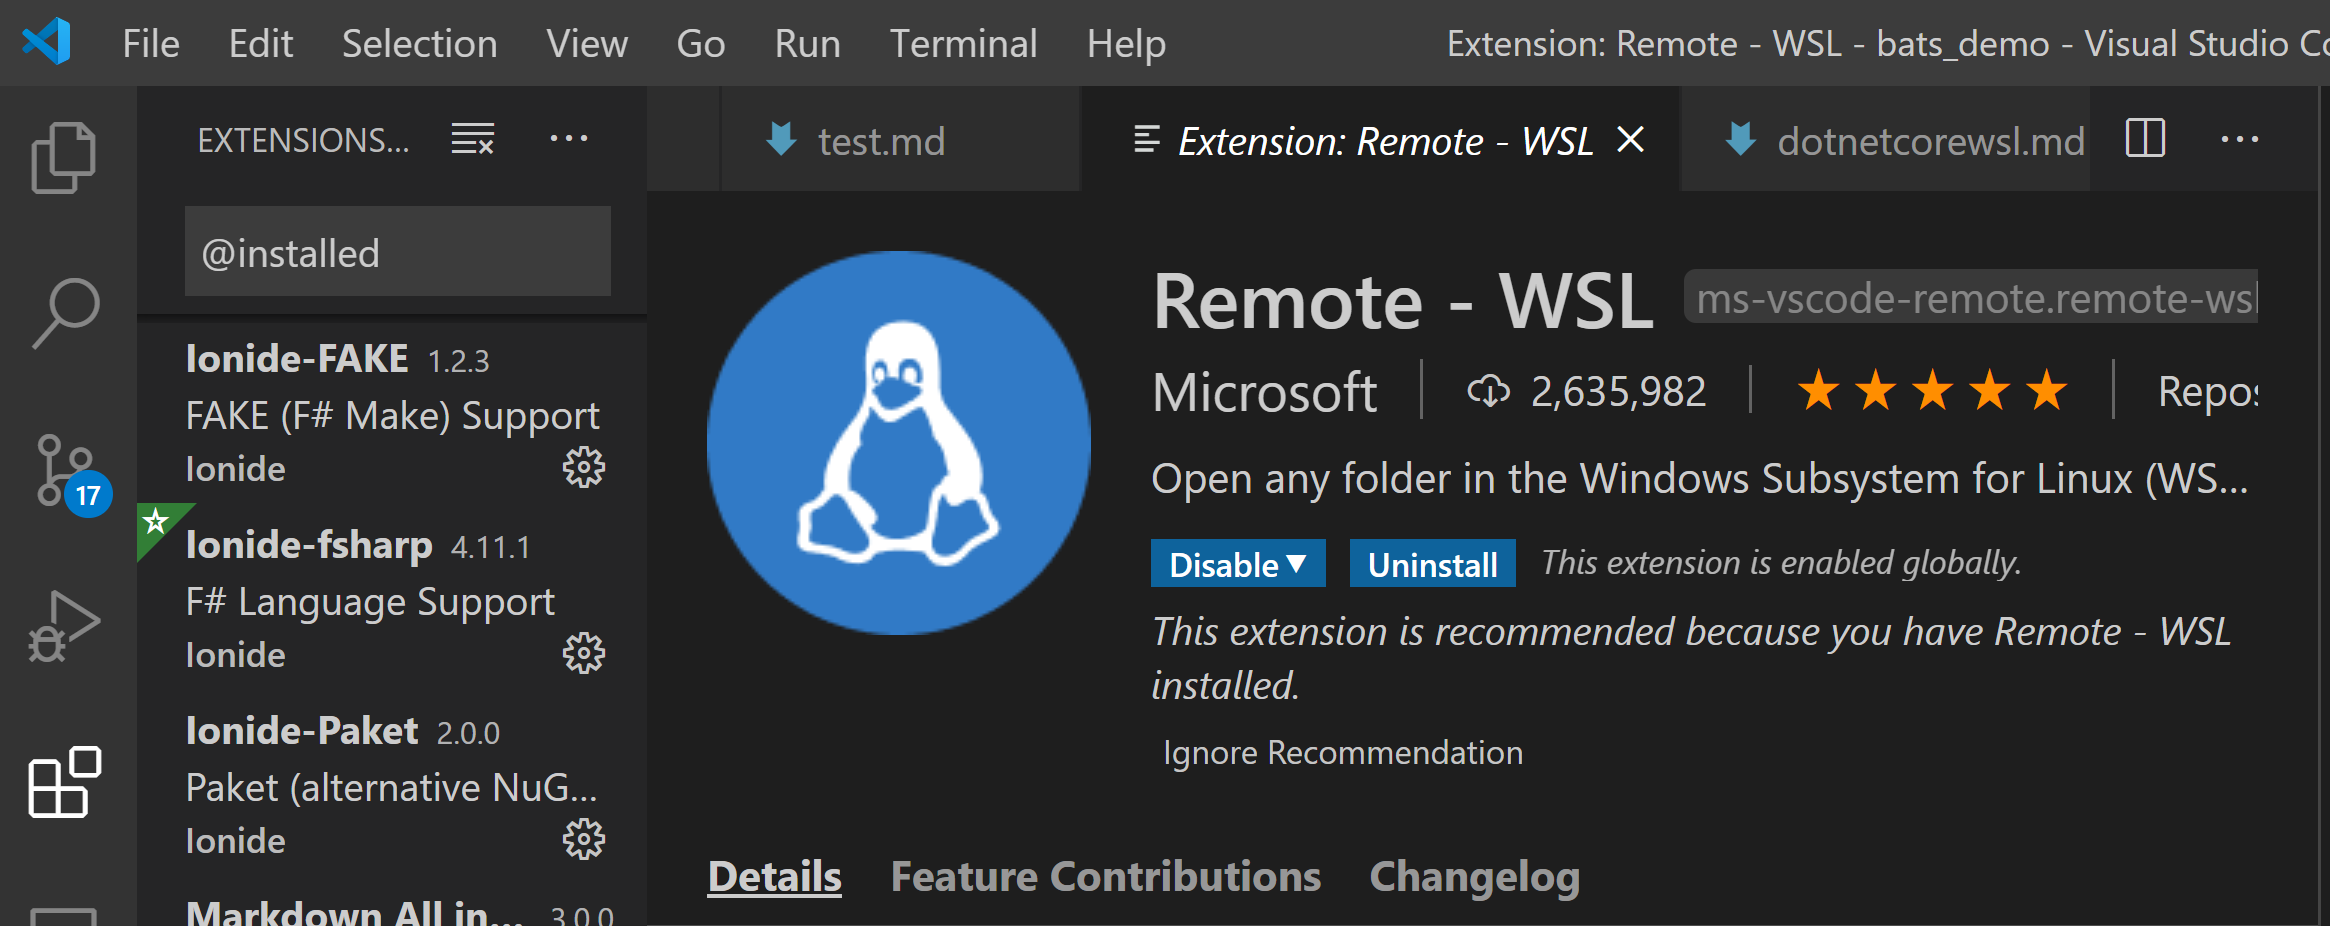 File Edit Selection View Go Run Terminal Help Extension: Remote - WSL - bats_demo - Visual Studio Co
EXTENSIONS...
test.md
Extension: Remote - WSL
dotnetcorewsl.md
@installed
Ionide-FAKE 1.2.3
FAKE (F# Make) Support
Ionide
17
Ionide-fsharp 4.11.1
F# Language Support
Ionide
Ionide-Paket 2.0.0
Paket (alternative NuG...
Ionide
Markdown All in... 3.0.0
Remote - WSL ms-vscode-remote.remote-wsl
Microsoft 2,635,982 ★★★★★ Repos
Open any folder in the Windows Subsystem for Linux (WS...
Disable▼ Uninstall This extension is enabled globally.
This extension is recommended because you have Remote - WSL
installed.
Ignore Recommendation
Details Feature Contributions Changelog